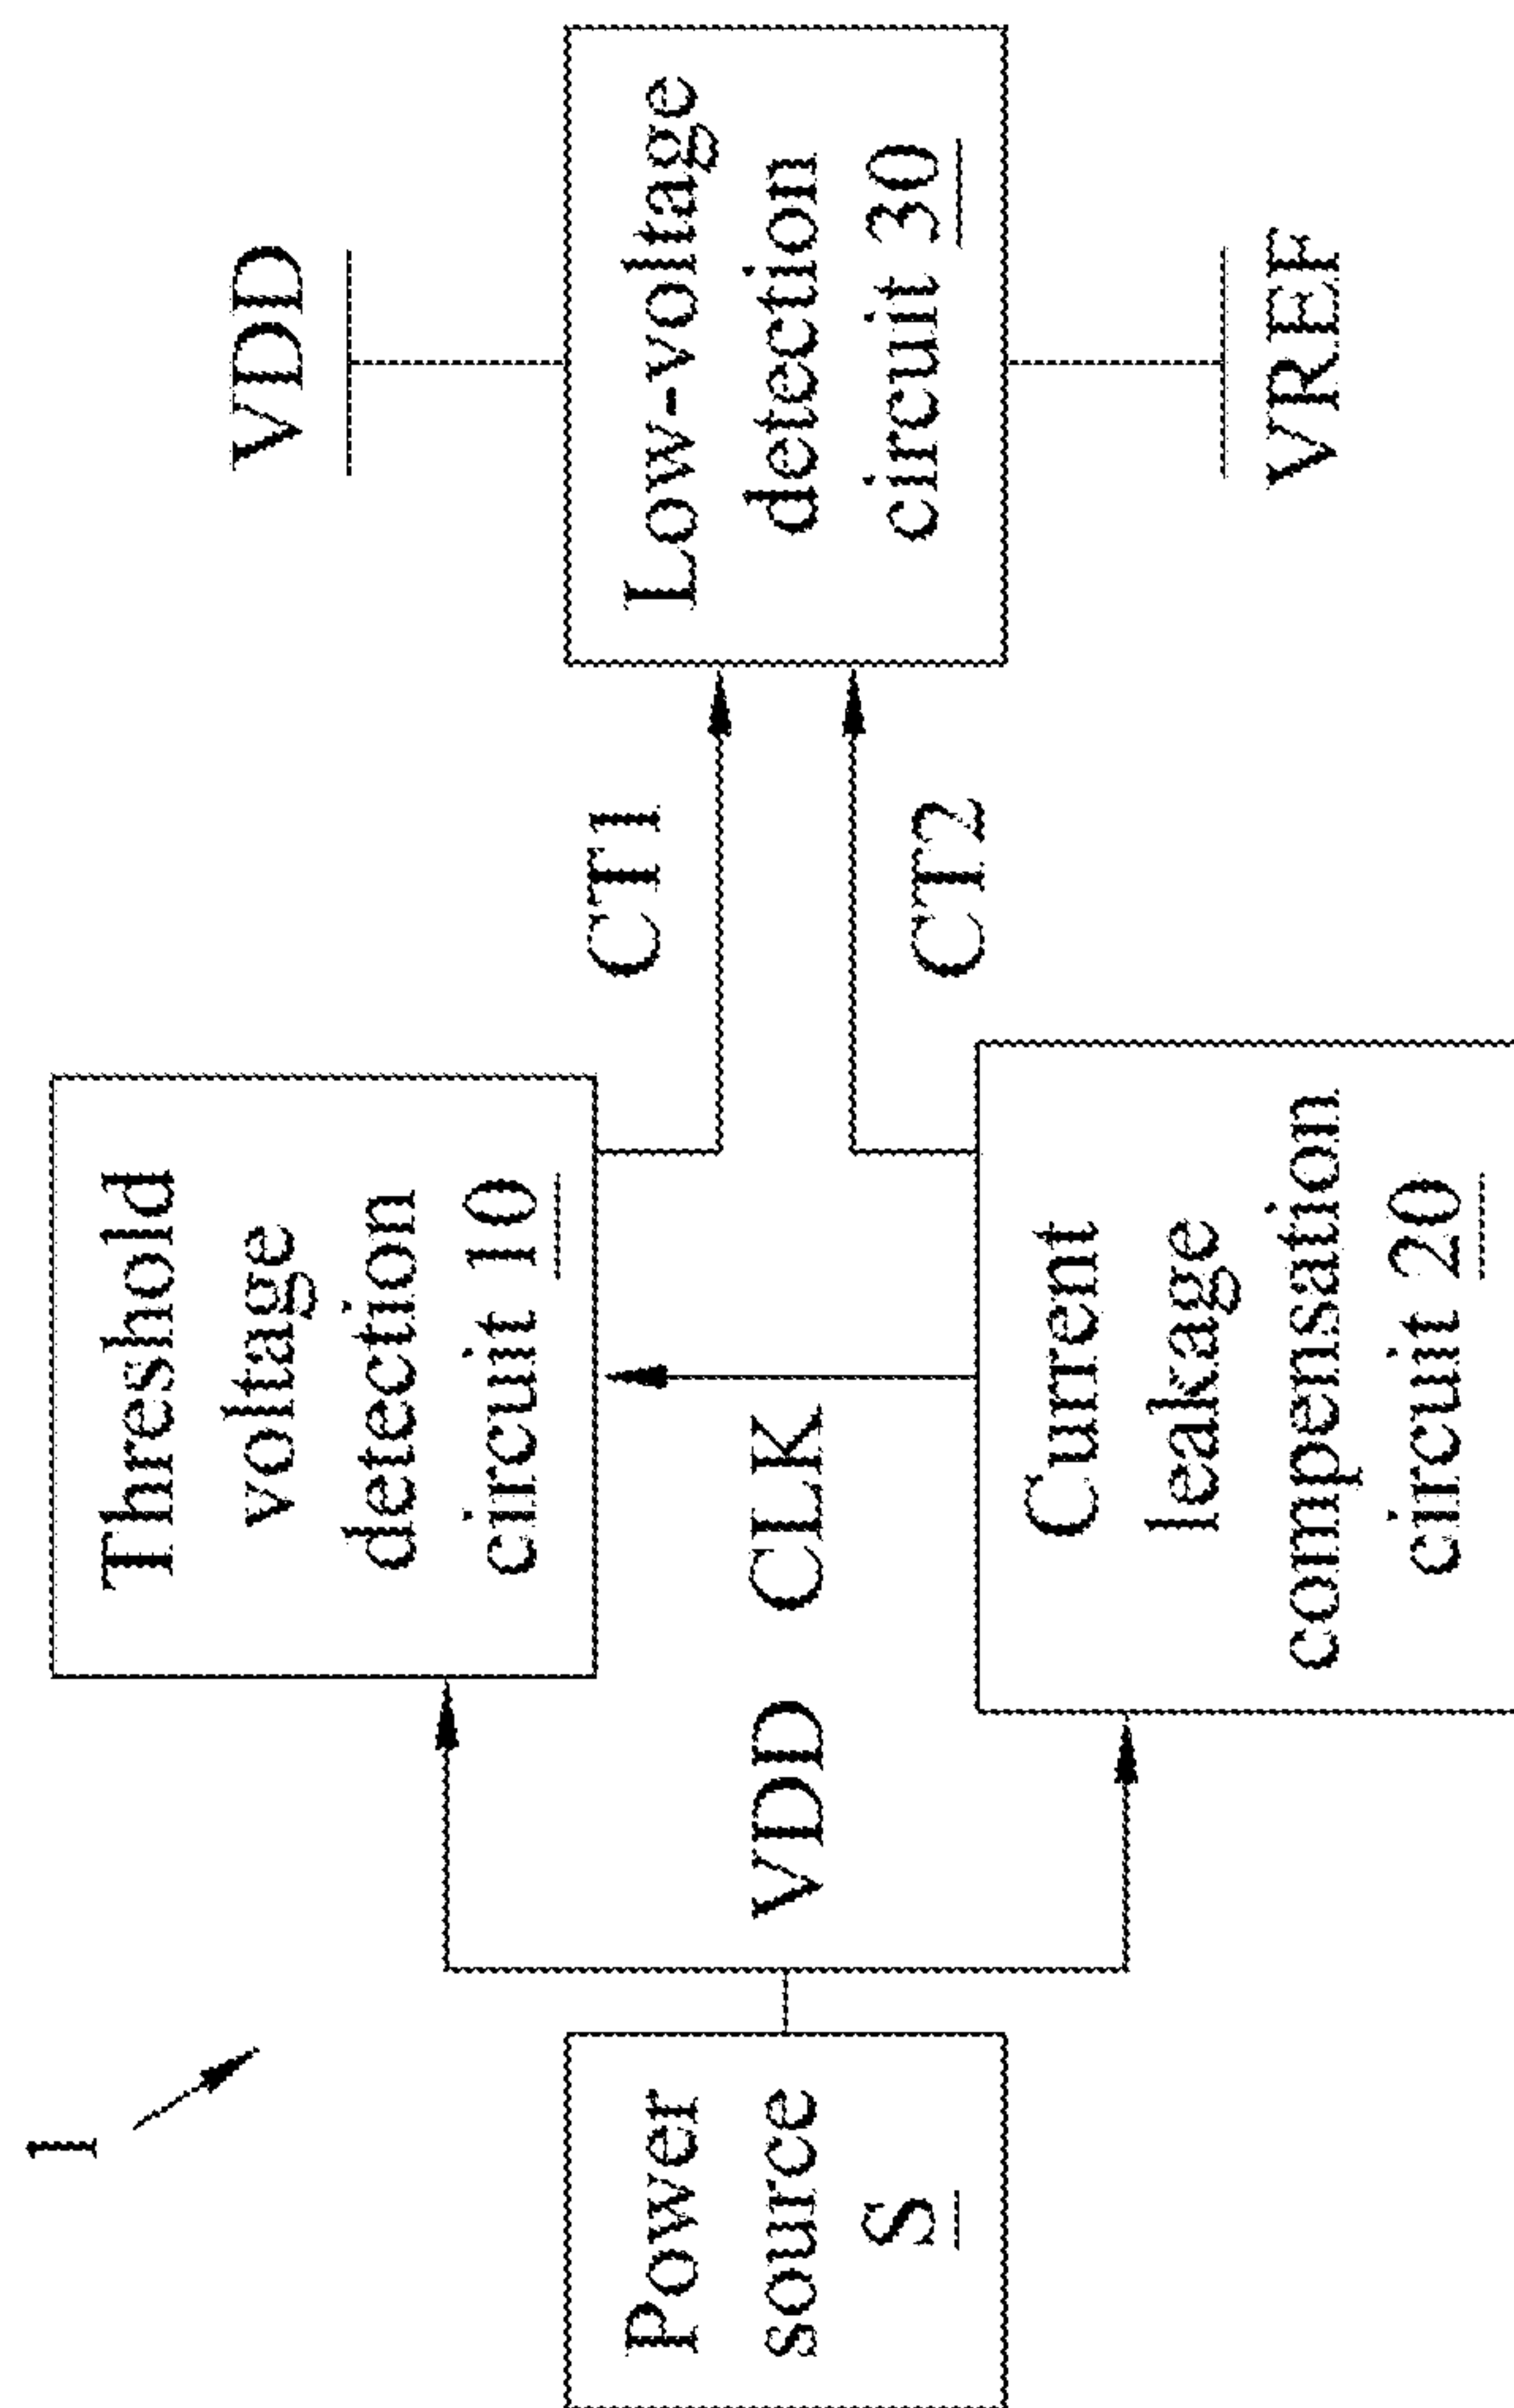 1
Power
source
S
VDD
Threshold
voltage
detection
circuit 10
CLK
Current
leakage
compensation
circuit 20
CT1
CT2
VDD
Low-voltage
detection
circuit 30
VREF